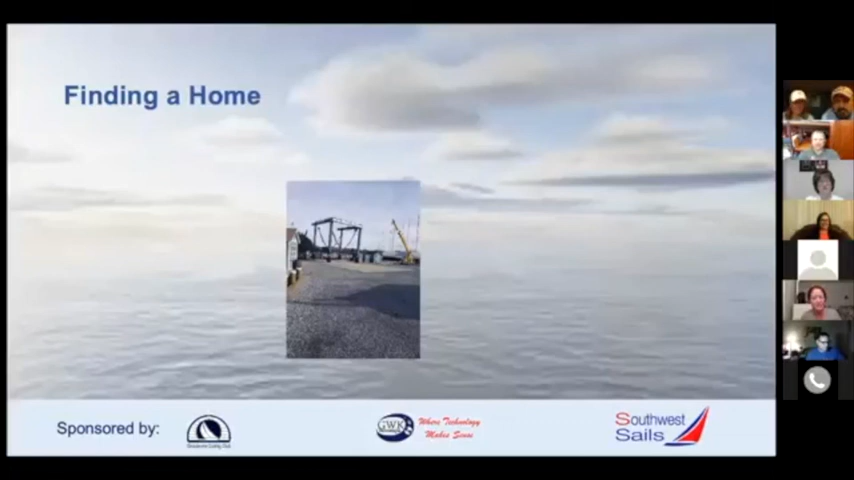 Finding a Home
Sponsored by:
GWK
Where Technology
Makes Sense
Southwest
Sails